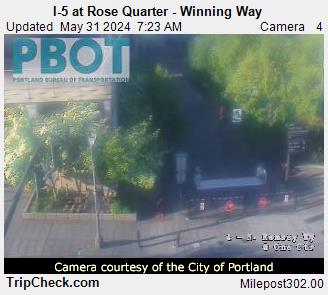 I-5 at Rose Quarter - Winning Way
Updated May 31 2024 7:23 AM Camera 4
PBOT
PORTLAND BUREAU OF TRANSPORTATION
Camera courtesy of the City of Portland
TripCheck.com Milepost302.00